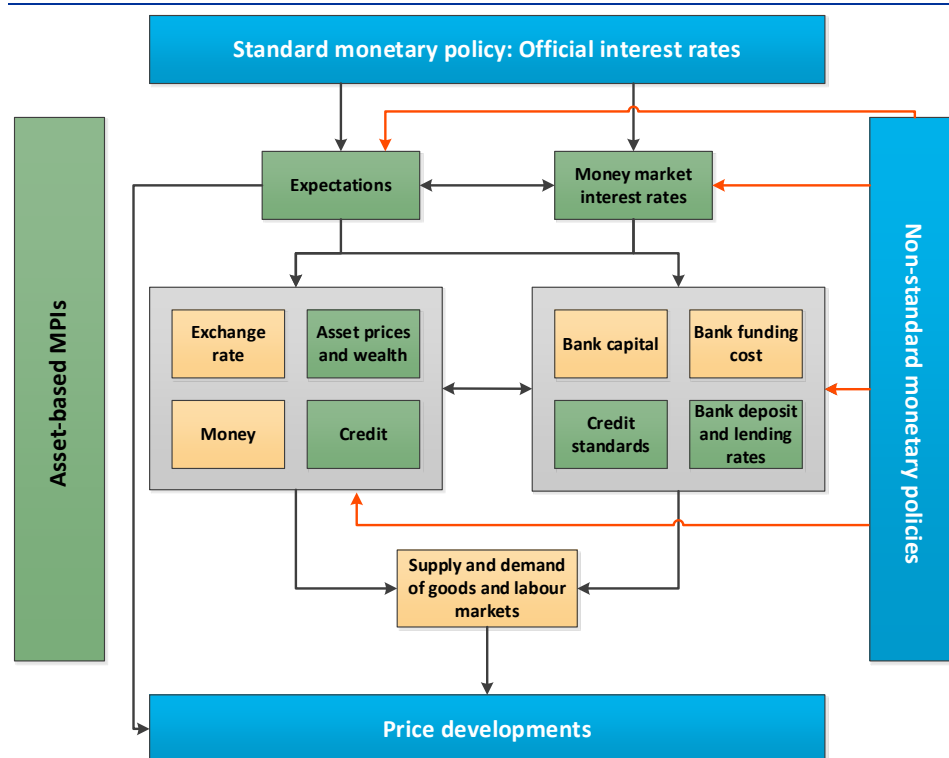 Standard monetary policy: Official interest rates
Asset-based MPIs
Non-standard monetary policies
Expectations
Money market
interest rates
Exchange
rate
Asset prices
and wealth
Money
Credit
Bank capital
Bank funding
cost
Credit
standards
Bank deposit
and lending
rates
Supply and demand
of goods and labour
markets
Price developments